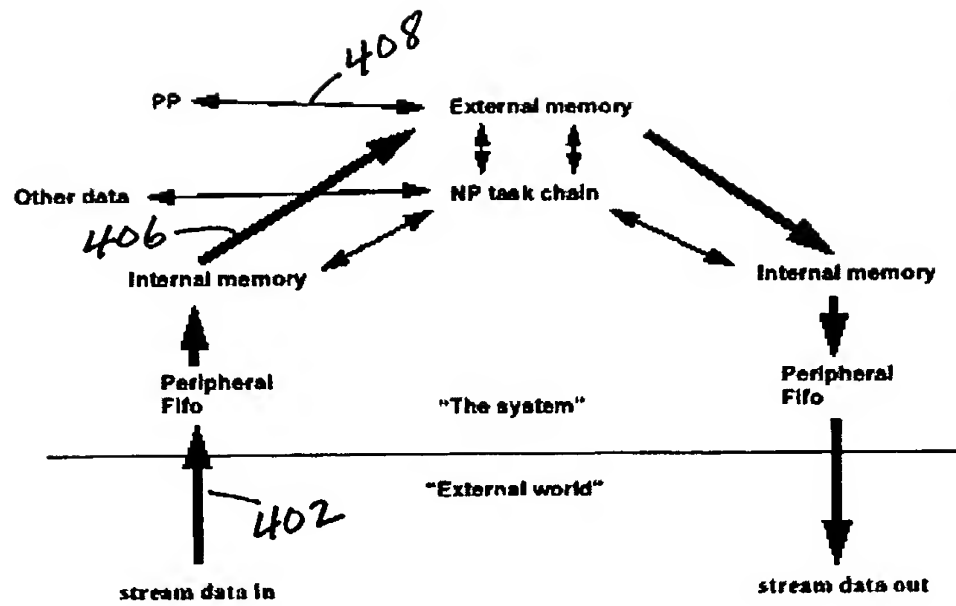 408
PP
External memory
Other data
NP task chain
406
Internal memory
Internal memory
Peripheral
Fifo
Peripheral
Fifo
"The system"
"External world"
402
stream data in
stream data out